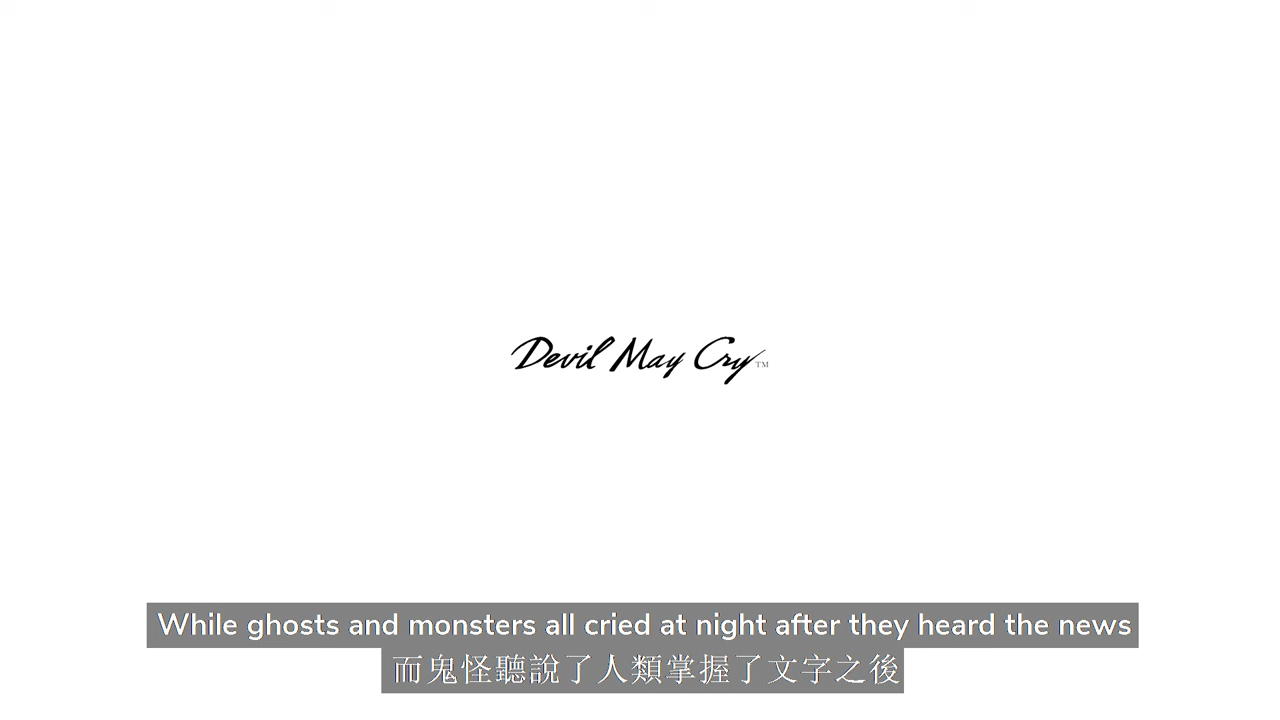 Devil May Cry™
While ghosts and monsters all cried at night after they heard the news
而鬼怪聽說了人類掌握了文字之後